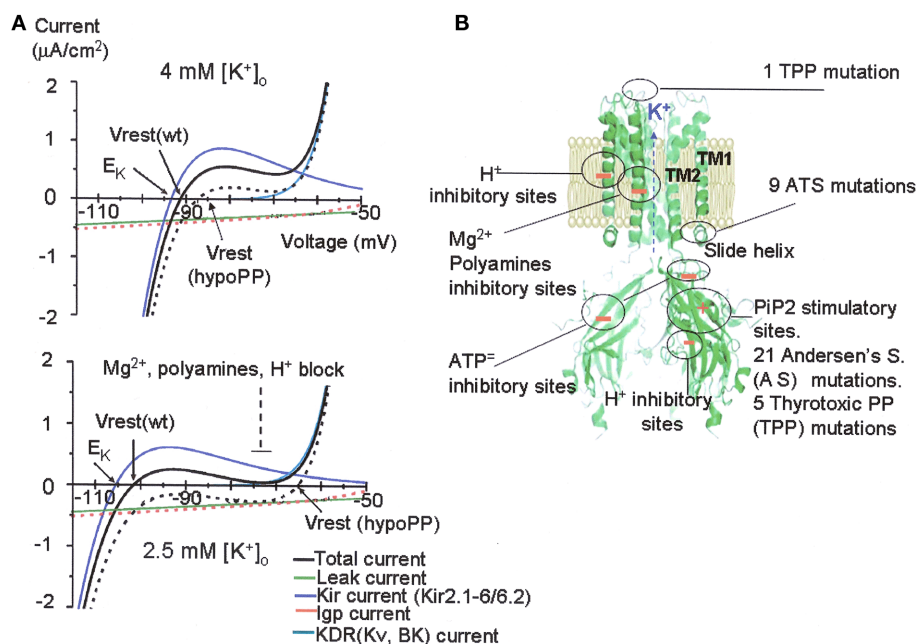 A
Current
(µA/cm²)
4 mM [K⁺]ₒ
2
1
0
-1
-2
Vrest(wt)
E_K
-110
-90
-50
Voltage (mV)
Vrest
(hypoPP)
Mg²⁺, polyamines, H⁺ block
2
1
0
-1
-2
Vrest(wt)
E_K
-110
-90
-50
Vrest (hypoPP)
2.5 mM [K⁺]ₒ
Total current
Leak current
Kir current (Kir2.1-6/6.2)
Igp current
KDR(Kv, BK) current
B
1 TPP mutation
K⁺
TM1
TM2
H⁺
inhibitory sites
9 ATS mutations
Mg²⁺
Polyamines
inhibitory sites
Slide helix
PiP2 stimulatory
sites.
21 Andersen's S.
(A S) mutations.
5 Thyrotoxic PP
(TPP) mutations
+
ATP⁼
inhibitory sites
H⁺ inhibitory
sites